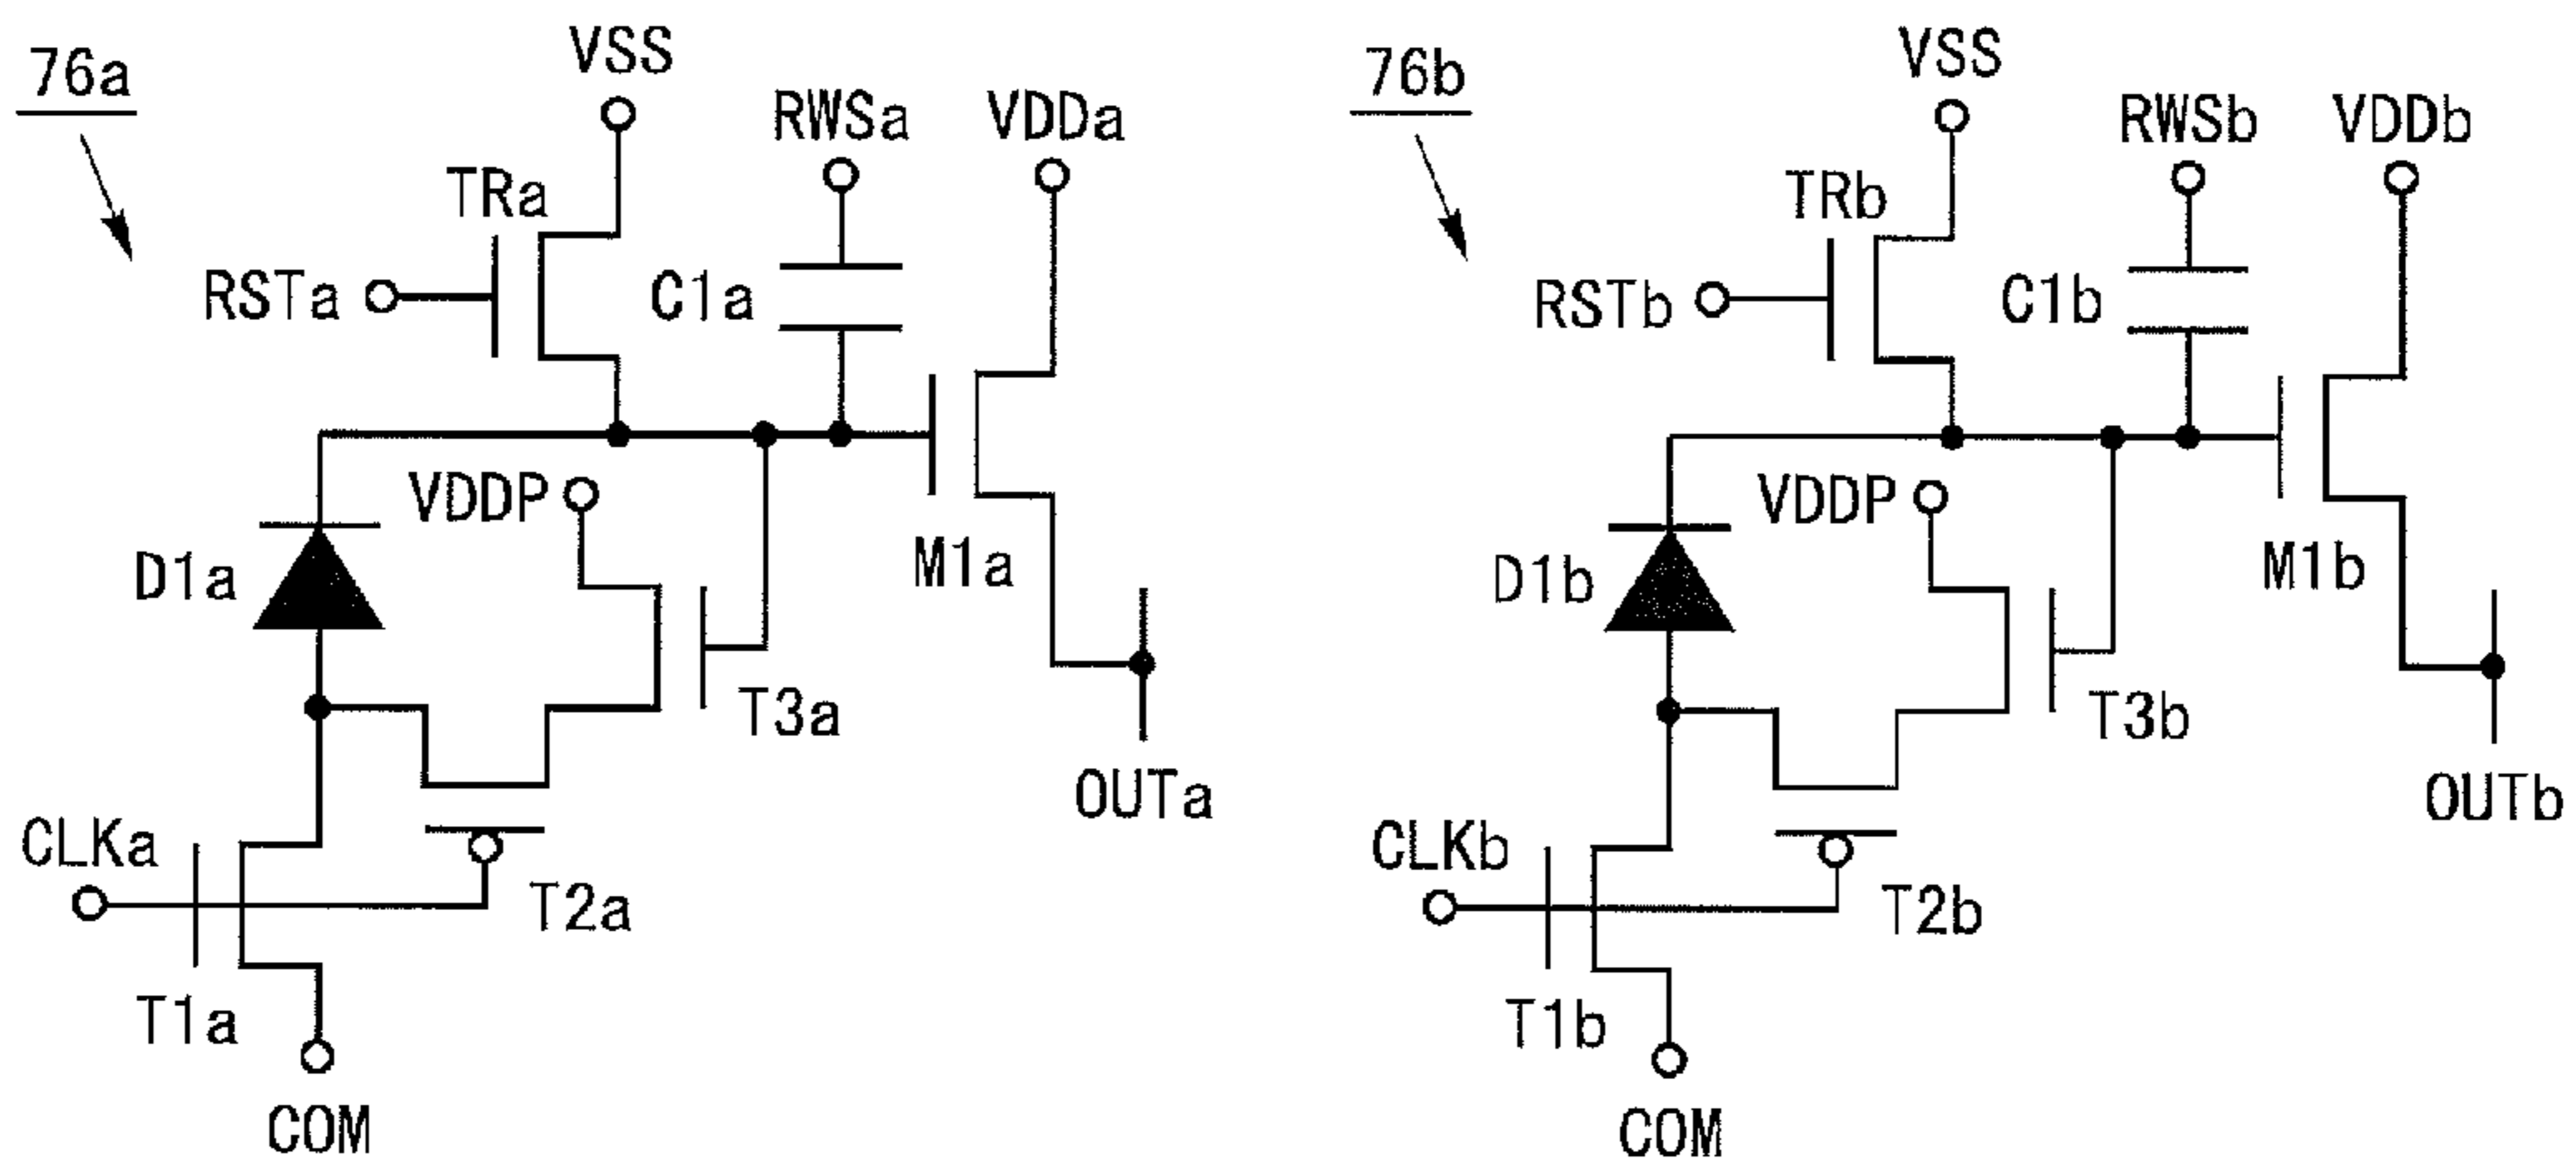 76a
VSS
RWSa
VDDa
TRa
RSTa
C1a
VDDP
D1a
M1a
T3a
OUTa
CLKa
T2a
T1a
COM
76b
VSS
RWSb
VDDb
TRb
RSTb
C1b
VDDP
D1b
M1b
T3b
OUTb
CLKb
T2b
T1b
COM